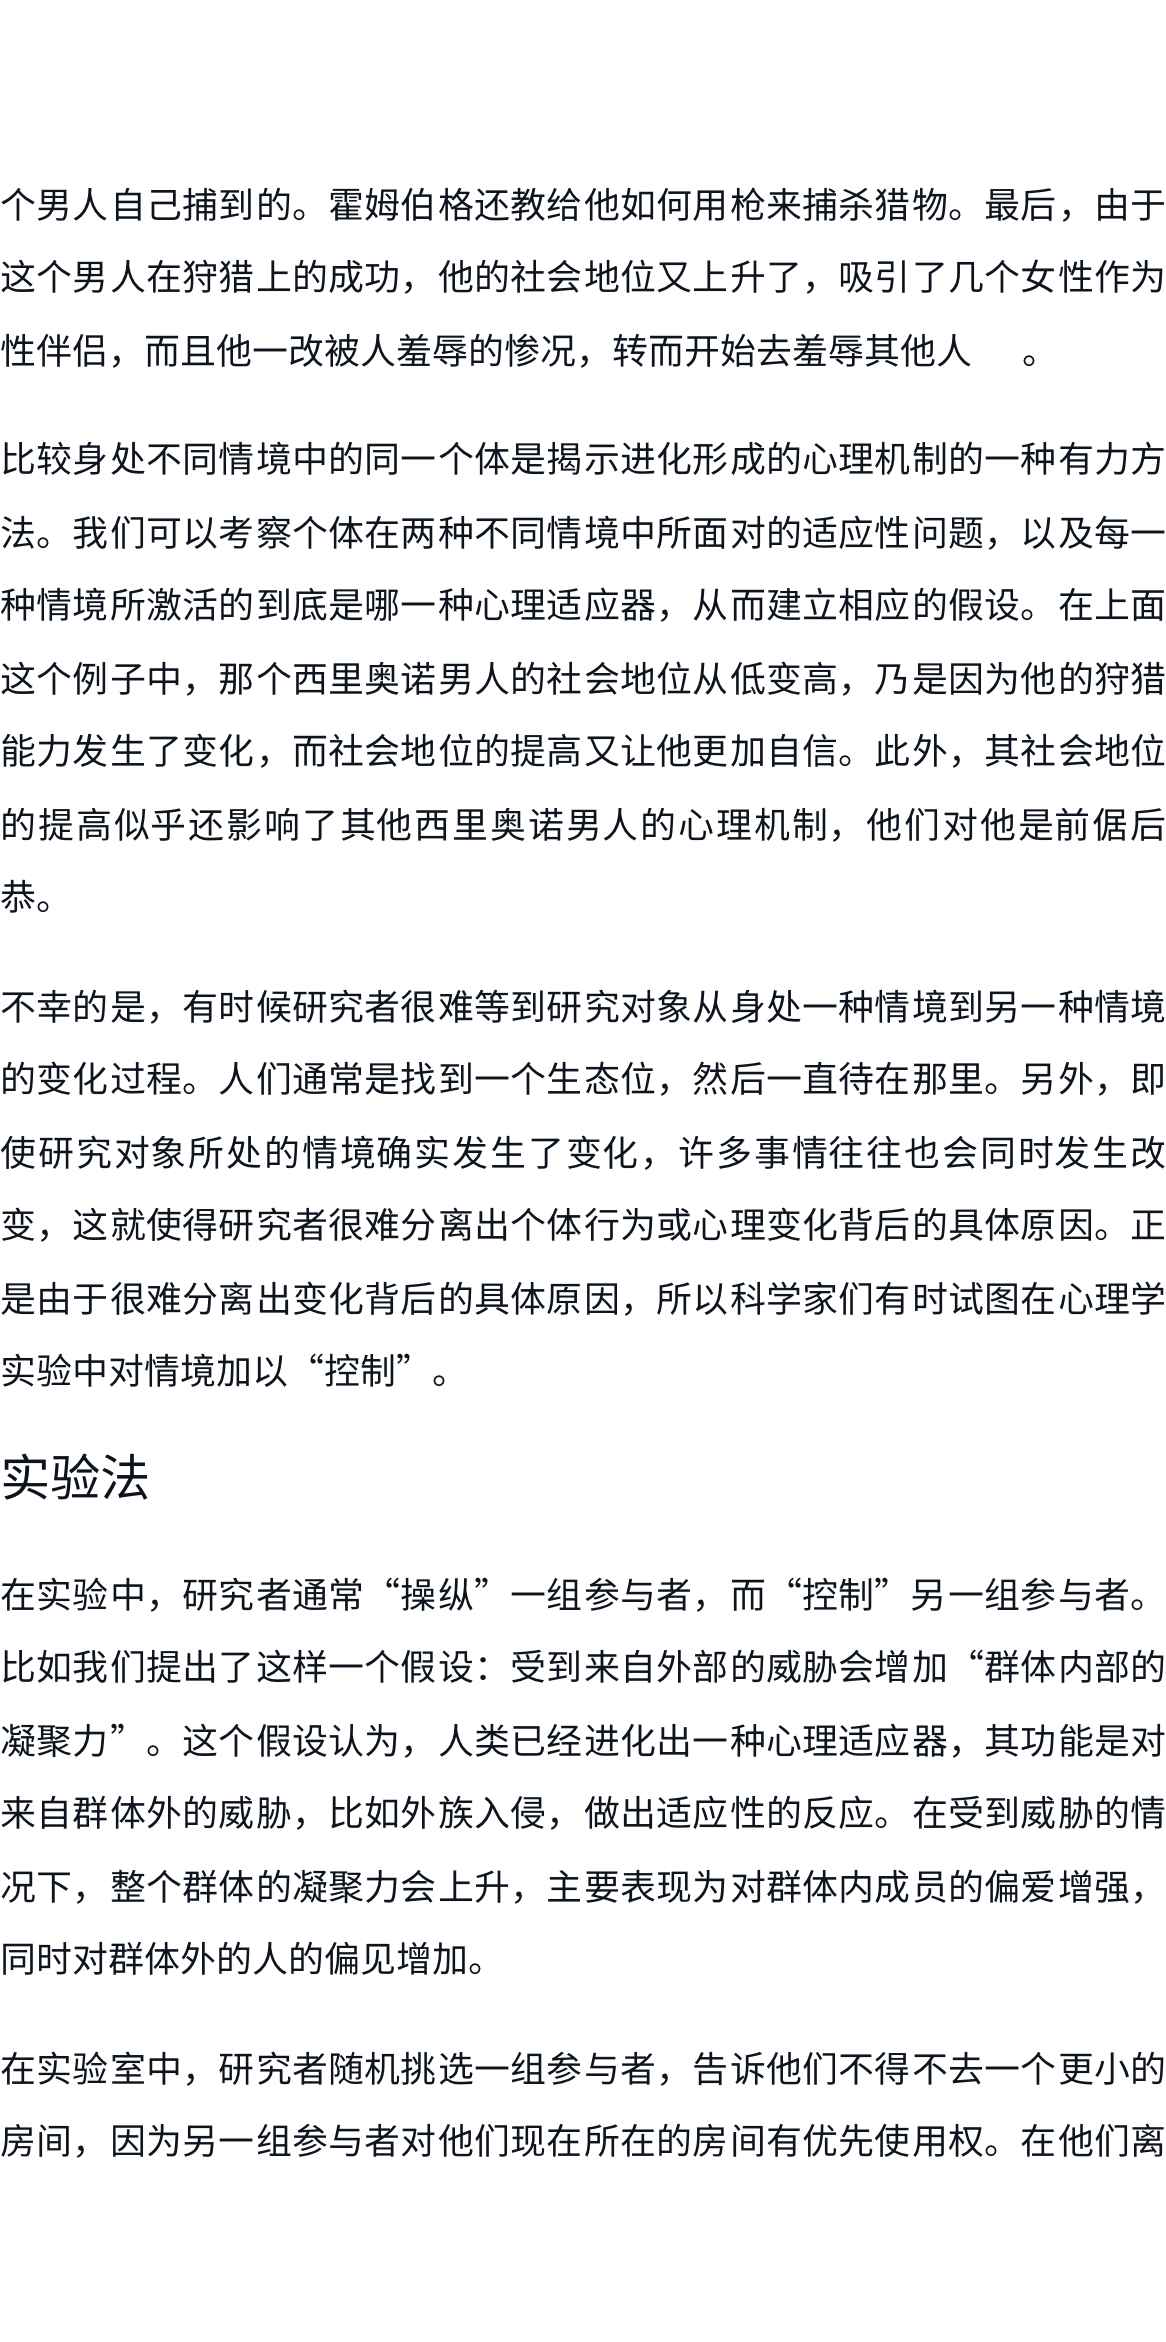 个男人自己捕到的。霍姆伯格还教给他如何用枪来捕杀猎物。最后，由于
这个男人在狩猎上的成功，他的社会地位又上升了，吸引了几个女性作为
性伴侣，而且他一改被人羞辱的惨况，转而开始去羞辱其他人　。
比较身处不同情境中的同一个体是揭示进化形成的心理机制的一种有力方
法。我们可以考察个体在两种不同情境中所面对的适应性问题，以及每一
种情境所激活的到底是哪一种心理适应器，从而建立相应的假设。在上面
这个例子中，那个西里奥诺男人的社会地位从低变高，乃是因为他的狩猎
能力发生了变化，而社会地位的提高又让他更加自信。此外，其社会地位
的提高似乎还影响了其他西里奥诺男人的心理机制，他们对他是前倨后
恭。
不幸的是，有时候研究者很难等到研究对象从身处一种情境到另一种情境
的变化过程。人们通常是找到一个生态位，然后一直待在那里。另外，即
使研究对象所处的情境确实发生了变化，许多事情往往也会同时发生改
变，这就使得研究者很难分离出个体行为或心理变化背后的具体原因。正
是由于很难分离出变化背后的具体原因，所以科学家们有时试图在心理学
实验中对情境加以“控制”。
实验法
在实验中，研究者通常“操纵”一组参与者，而“控制”另一组参与者。
比如我们提出了这样一个假设：受到来自外部的威胁会增加“群体内部的
凝聚力”。这个假设认为，人类已经进化出一种心理适应器，其功能是对
来自群体外的威胁，比如外族入侵，做出适应性的反应。在受到威胁的情
况下，整个群体的凝聚力会上升，主要表现为对群体内成员的偏爱增强，
同时对群体外的人的偏见增加。
在实验室中，研究者随机挑选一组参与者，告诉他们不得不去一个更小的
房间，因为另一组参与者对他们现在所在的房间有优先使用权。在他们离